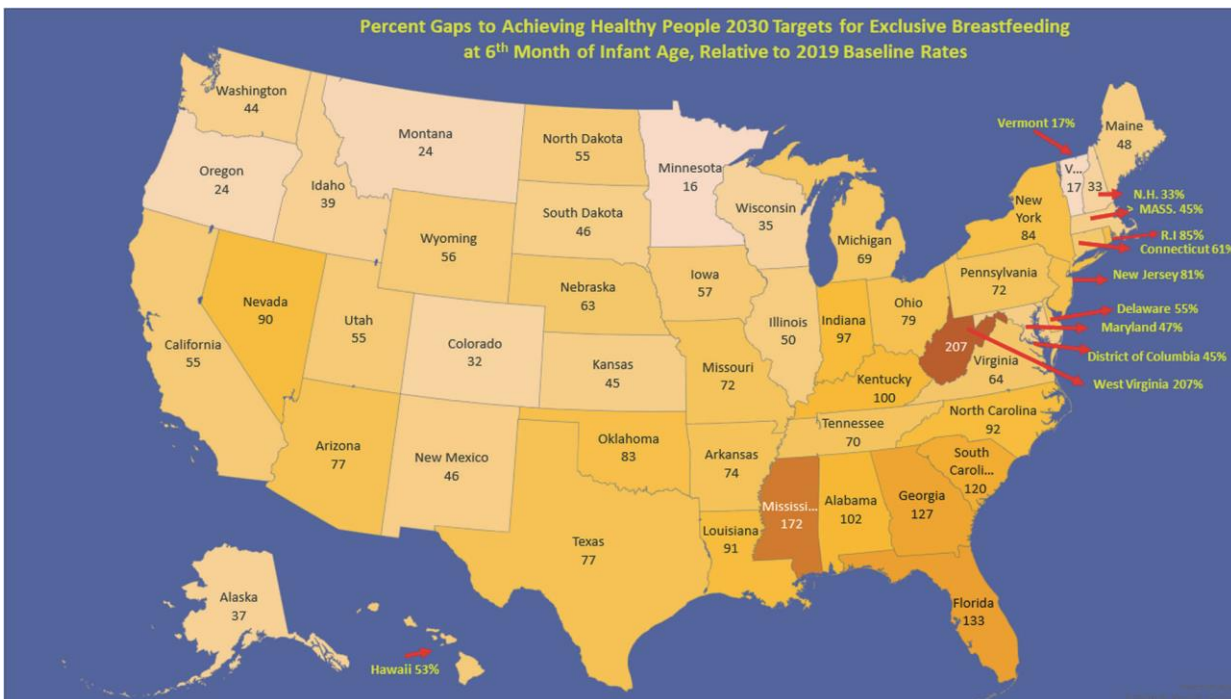 Percent Gaps to Achieving Healthy People 2030 Targets for Exclusive Breastfeeding
at 6th Month of Infant Age, Relative to 2019 Baseline Rates
Washington
44
Oregon
24
Montana
24
Idaho
39
North Dakota
55
Minnesota
16
South Dakota
46
Wisconsin
35
Michigan
69
Wyoming
56
Nevada
90
Utah
55
California
55
Colorado
32
Nebraska
63
Iowa
57
Kansas
45
Missouri
72
Illinois
50
Indiana
97
Ohio
79
Kentucky
100
207
Virginia
64
Pennsylvania
72
New
York
84
V...
17
33
Maine
48
Vermont 17%
N.H. 33%
> MASS. 45%
R.I 85%
Connecticut 61%
New Jersey 81%
Delaware 55%
Maryland 47%
District of Columbia 45%
West Virginia 207%
Arizona
77
New Mexico
46
Oklahoma
83
Arkansas
74
Tennessee
70
North Carolina
92
South
Caroli...
120
Mississi...
172
Alabama
102
Georgia
127
Louisiana
91
Texas
77
Florida
133
Alaska
37
Hawaii 53%